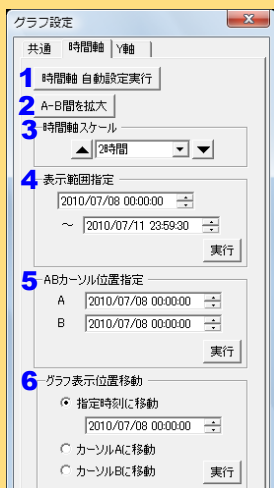 グラフ設定
共通 時間軸 Y軸
1 時間軸 自動設定実行
2 A-B間を拡大
3 時間軸スケール
2時間
4 表示範囲指定
2010/07/08 00:00:00
～ 2010/07/11 23:59:30
実行
5 ABカーソル位置指定
A 2010/07/08 00:00:00
B 2010/07/08 00:00:00
実行
6 グラフ表示位置移動
指定時刻に移動
2010/07/08 00:00:00
カーソルAに移動
カーソルBに移動 実行